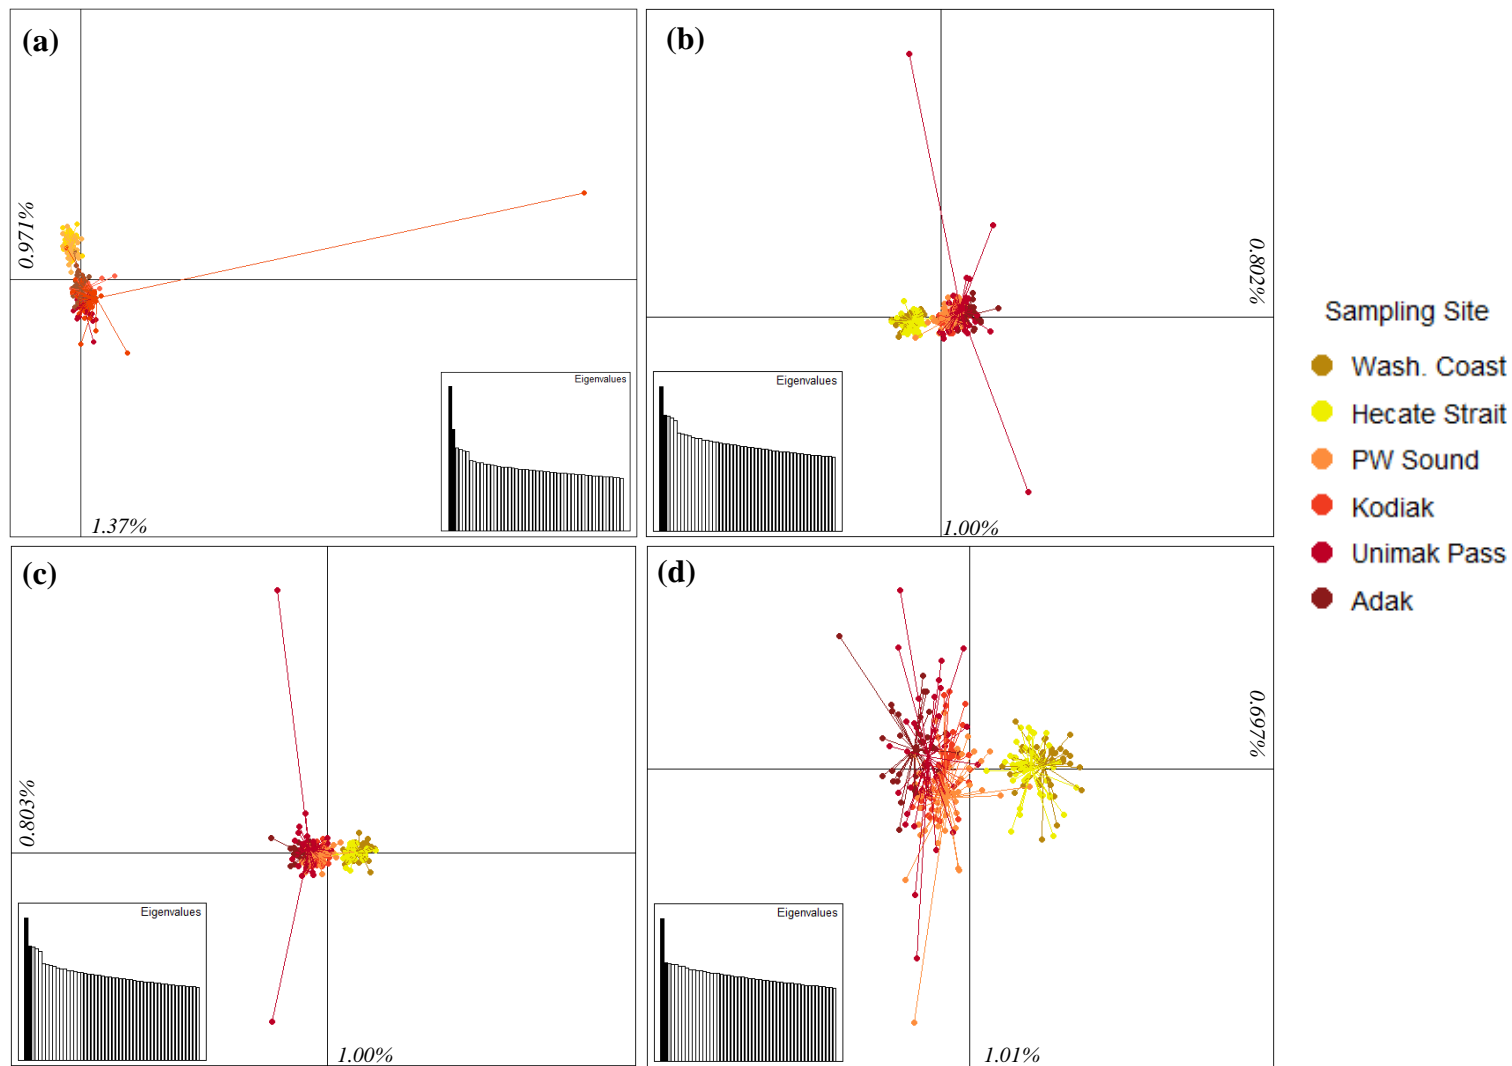 (a)
0.971%
1.37%
Eigenvalues
(b)
0.802%
1.00%
Eigenvalues
(c)
0.803%
1.00%
Eigenvalues
(d)
0.697%
1.01%
Eigenvalues
Sampling Site
Wash. Coast
Hecate Strait
PW Sound
Kodiak
Unimak Pass
Adak